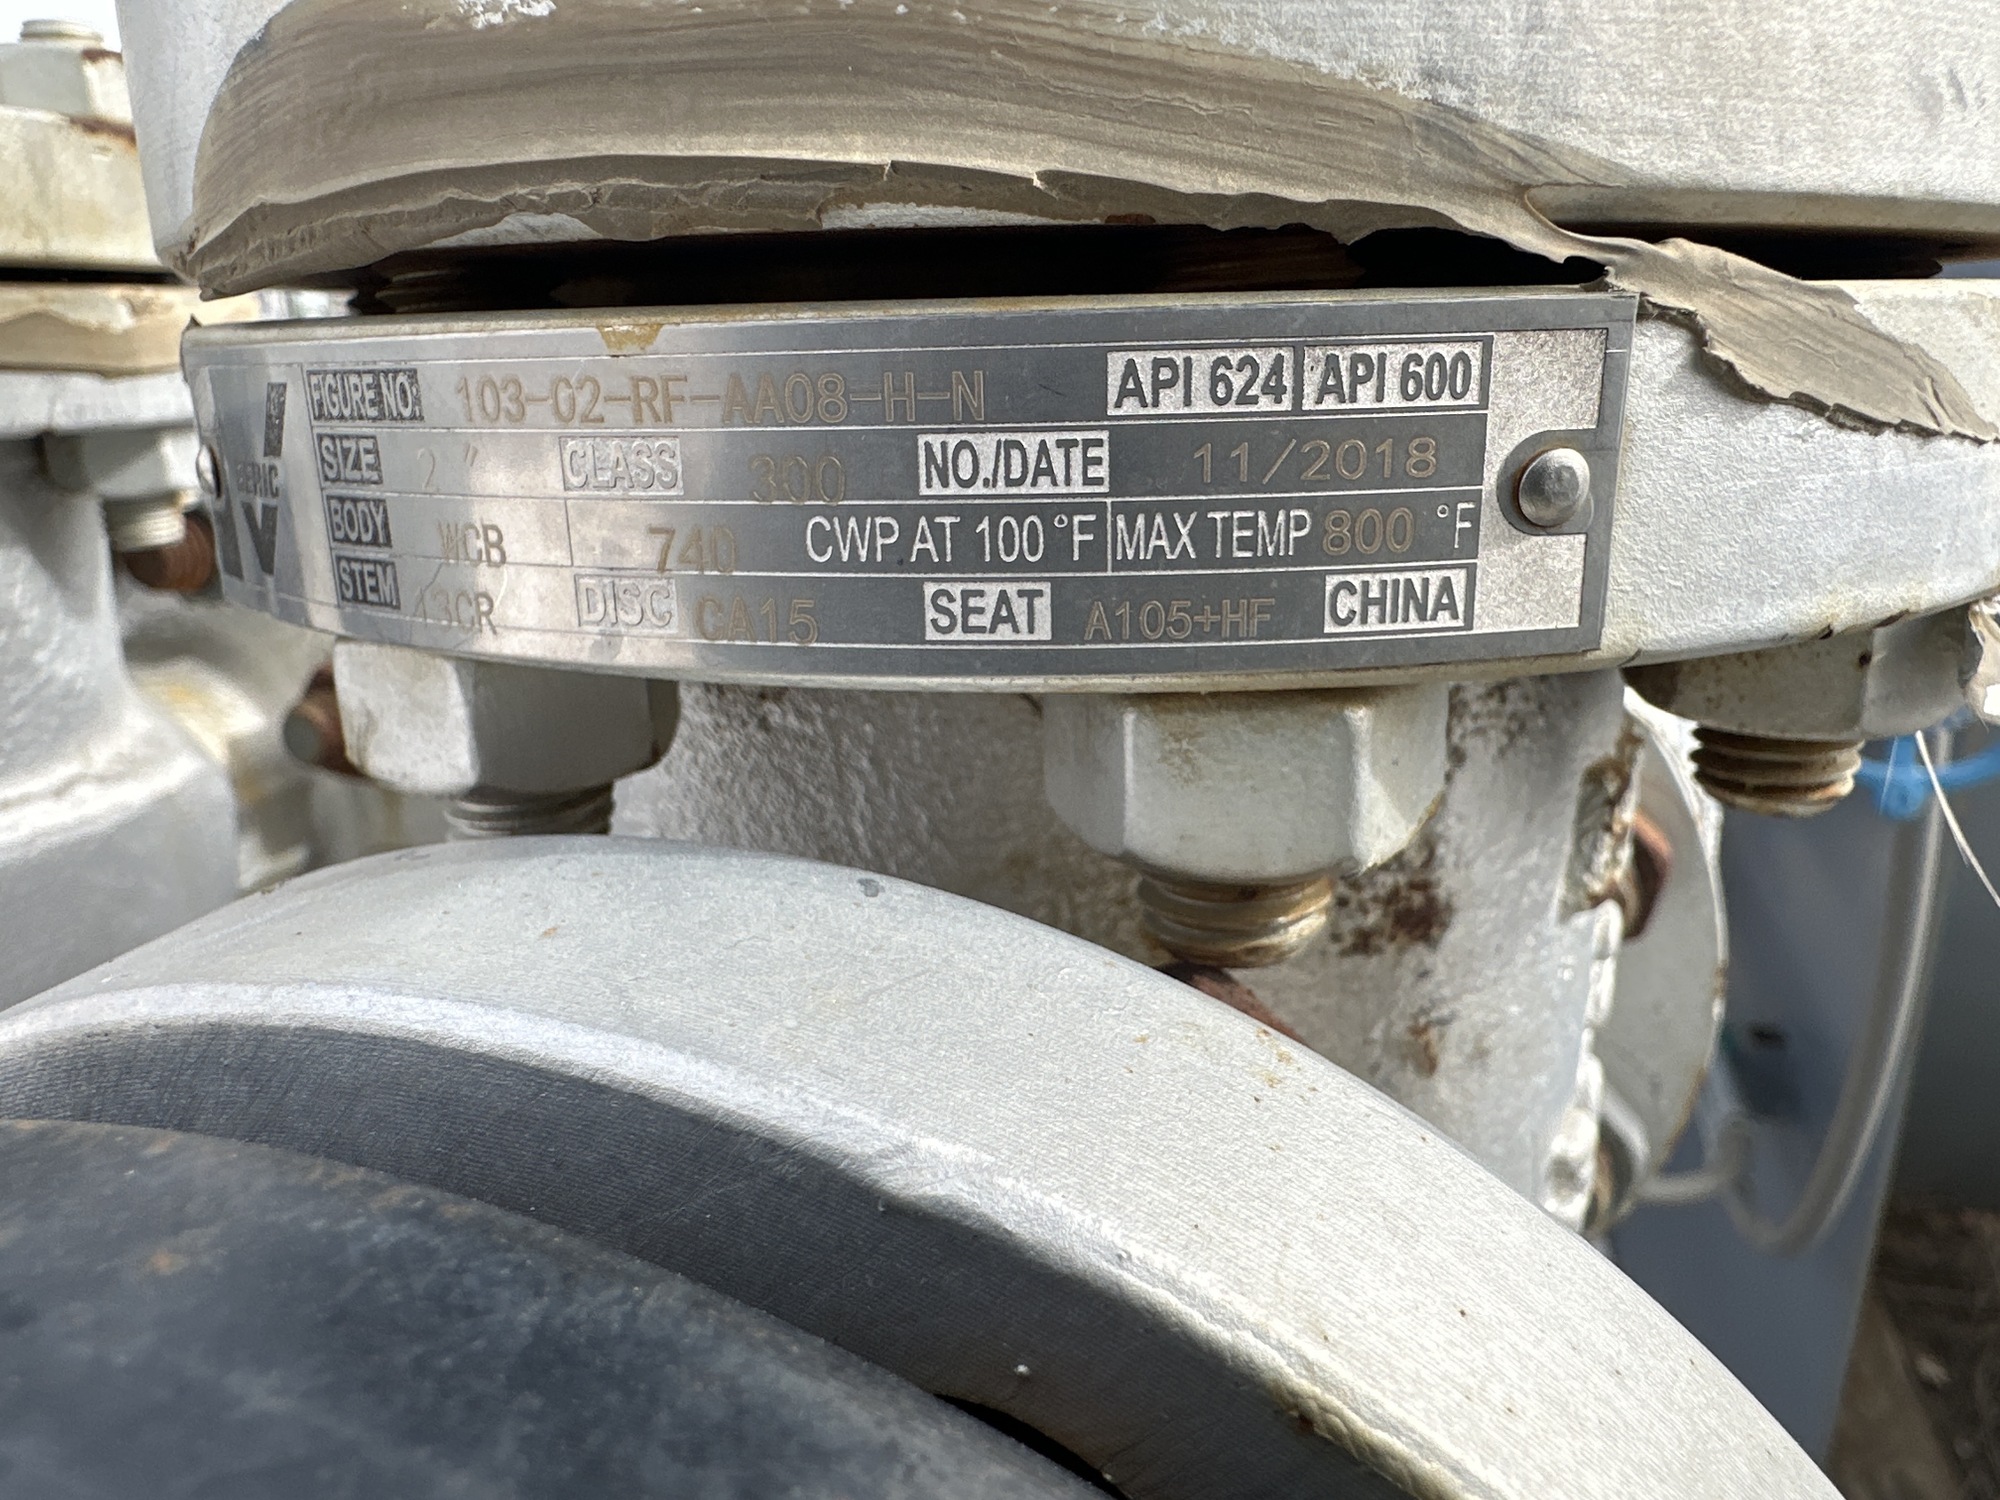 FIGURE NO. 103-02-RF-AA08-H-N API 624 API 600
SIZE 2" CLASS 300 NO./DATE 11/2018
BODY WCB 740 CWP AT 100°F MAX TEMP 800 °F
STEM 13CR DISC CA15 SEAT A105+HF CHINA